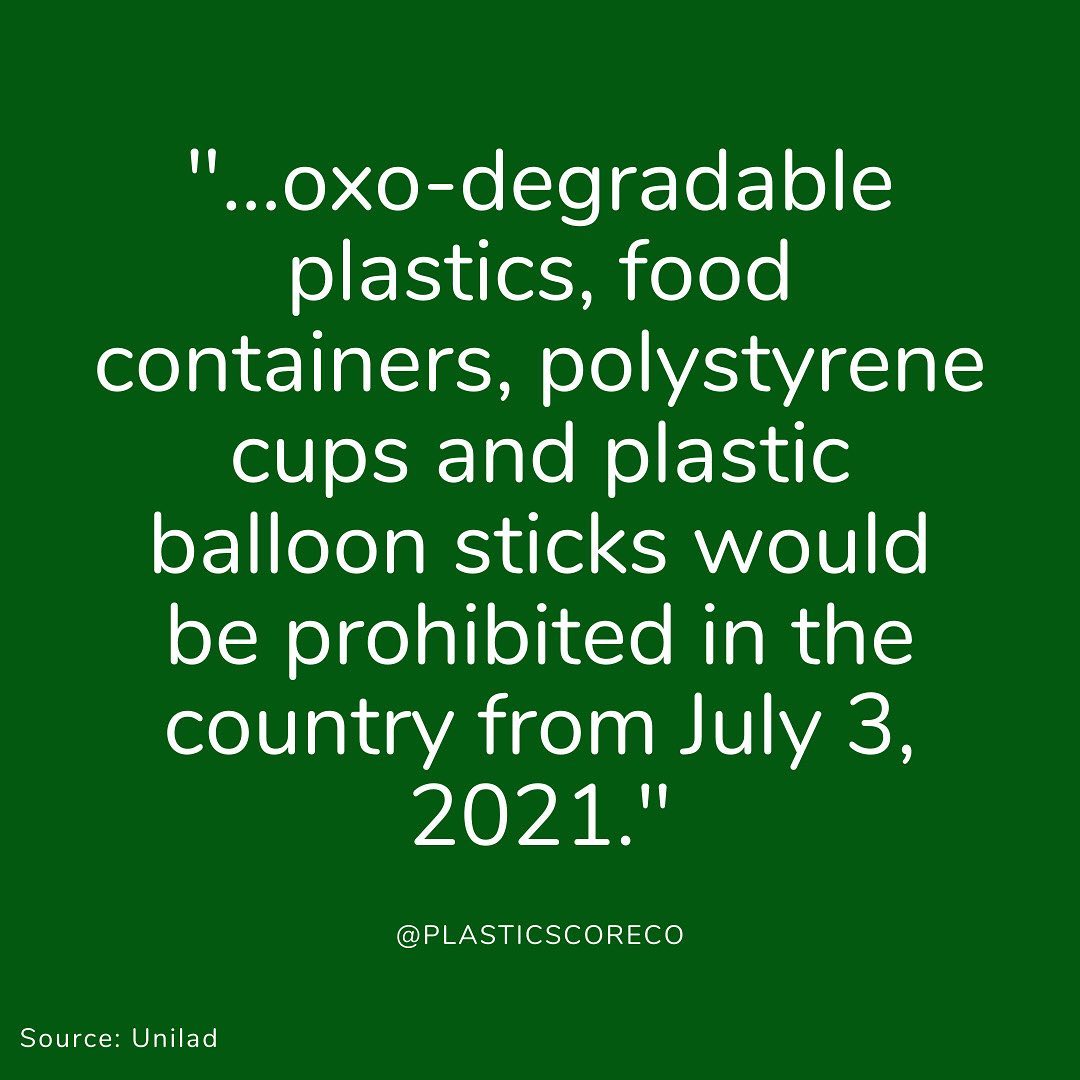 "...oxo-degradable
plastics, food
containers, polystyrene
cups and plastic
balloon sticks would
be prohibited in the
country from July 3,
2021."
@PLASTICSCORECO
Source: Unilad